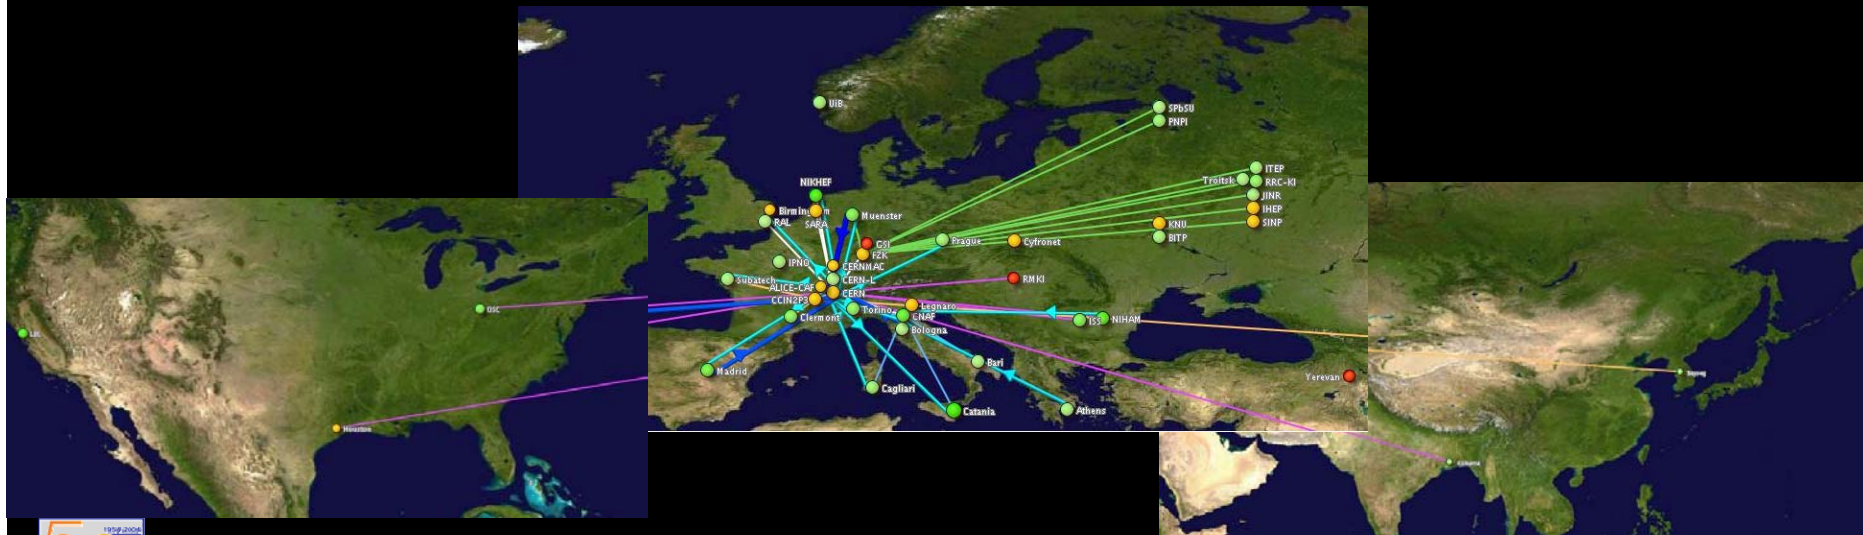 UiB
SPbSU
PNPI
ITEP
Troitsk
RRC-KI
JINR
IHEP
SINP
KNU
BITP
NIKHEF
Birmingham
RAL
SARA
Muenster
GSI
FZK
Prague
Cyfronet
IPNO
CERNMAC
Subatech
CERN-L
ALICE-CAF
CERN
CCIN2P3
RMKI
Legnaro
Torino
CNAF
Clermont
ISS
NIHAM
Bologna
Madrid
Bari
Cagliari
Catania
Athens
Yerevan
OSC
Houston